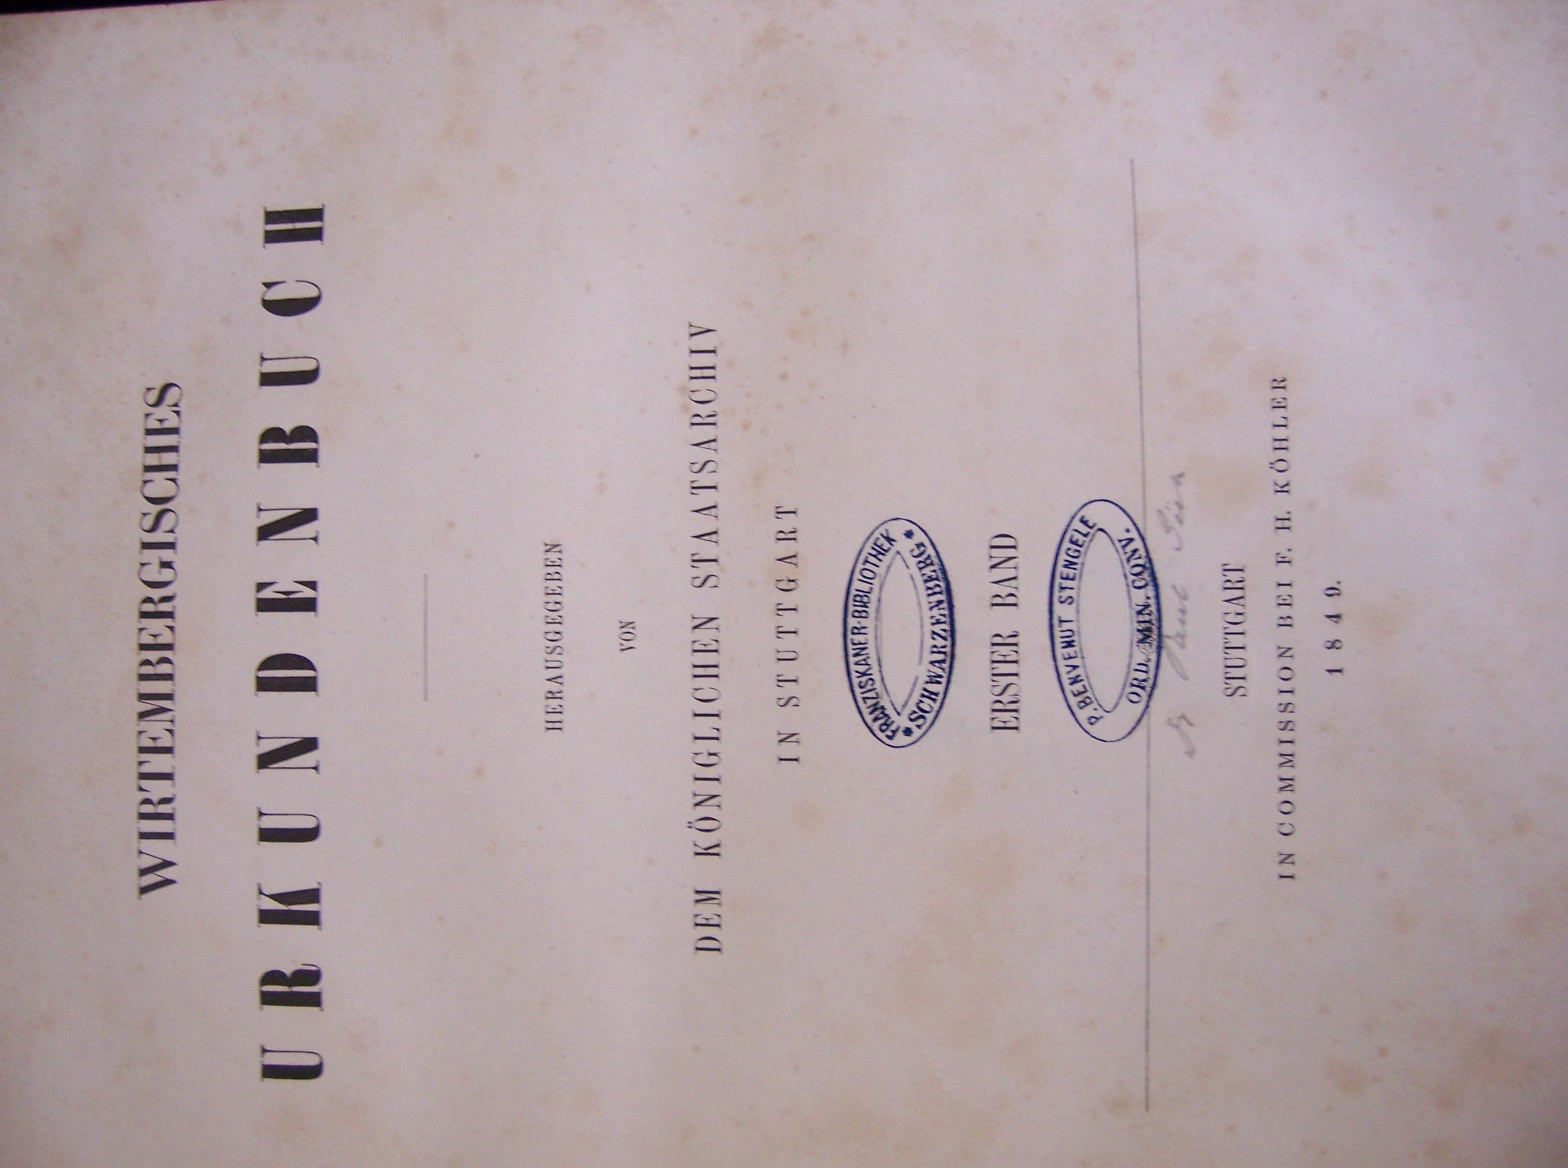 WIRTEMBERGISCHES
URKUNDENBUCH
HERAUSGEGEBEN
VON
DEM KÖNIGLICHEN STAATSARCHIV
IN STUTTGART
FRANZISKANER-BIBLIOTHEK
* SCHWARZENBERG *
ERSTER BAND
P. BENVENUT STENGELE
ORD. MIN. CONV.
STUTTGART
IN COMMISSION BEI F. H. KÖHLER
1849.